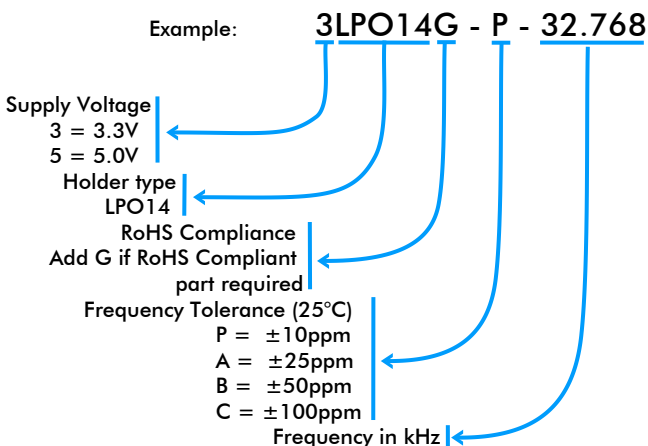 Example: 3LPO14G - P - 32.768
Supply Voltage
3 = 3.3V
5 = 5.0V
Holder type
LPO14
RoHS Compliance
Add G if RoHS Compliant
part required
Frequency Tolerance (25°C)
P = ±10ppm
A = ±25ppm
B = ±50ppm
C = ±100ppm
Frequency in kHz